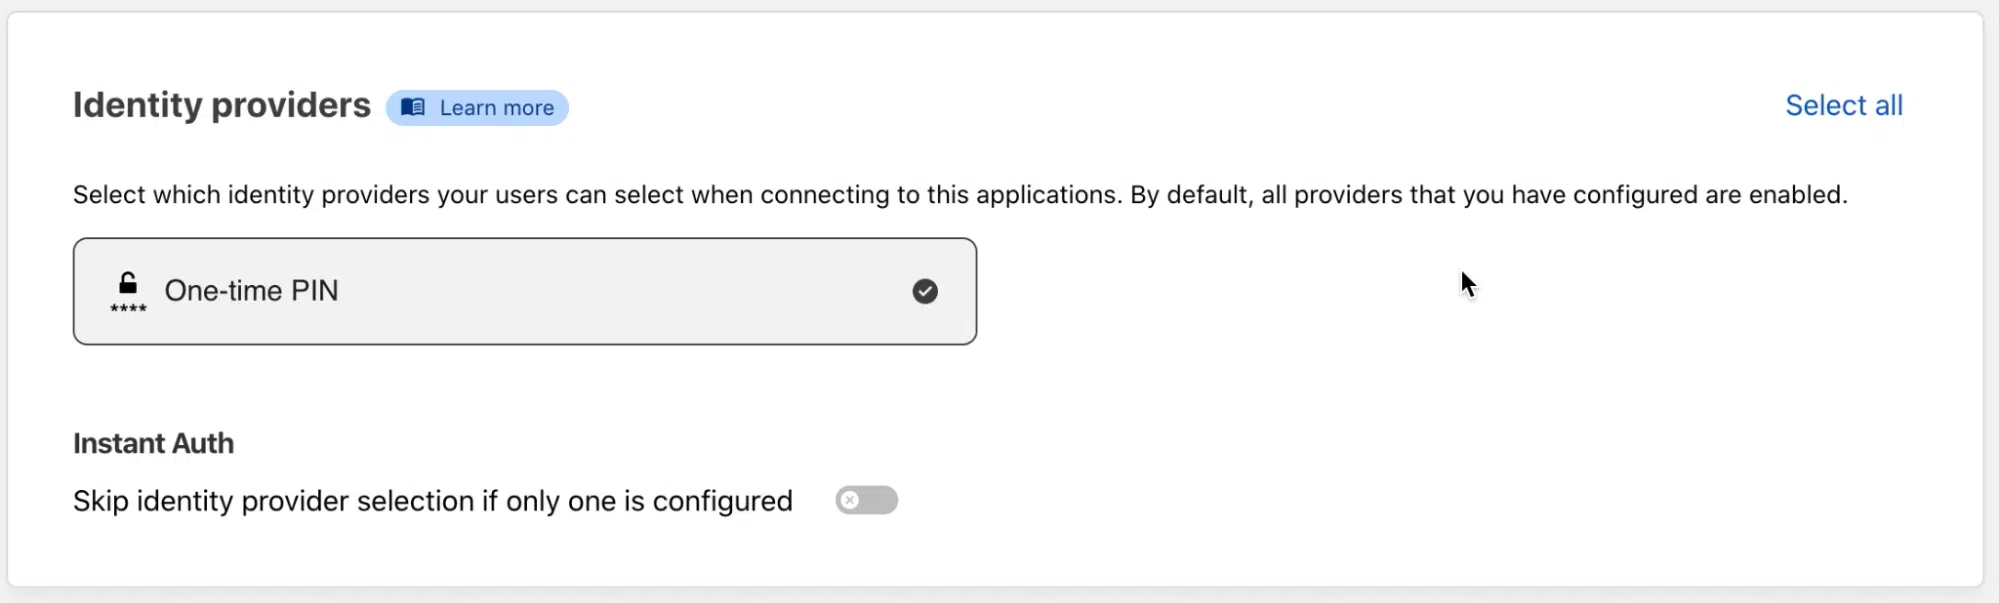 Identity providers Learn more Select all
Select which identity providers your users can select when connecting to this applications. By default, all providers that you have configured are enabled.
**** One-time PIN
Instant Auth
Skip identity provider selection if only one is configured